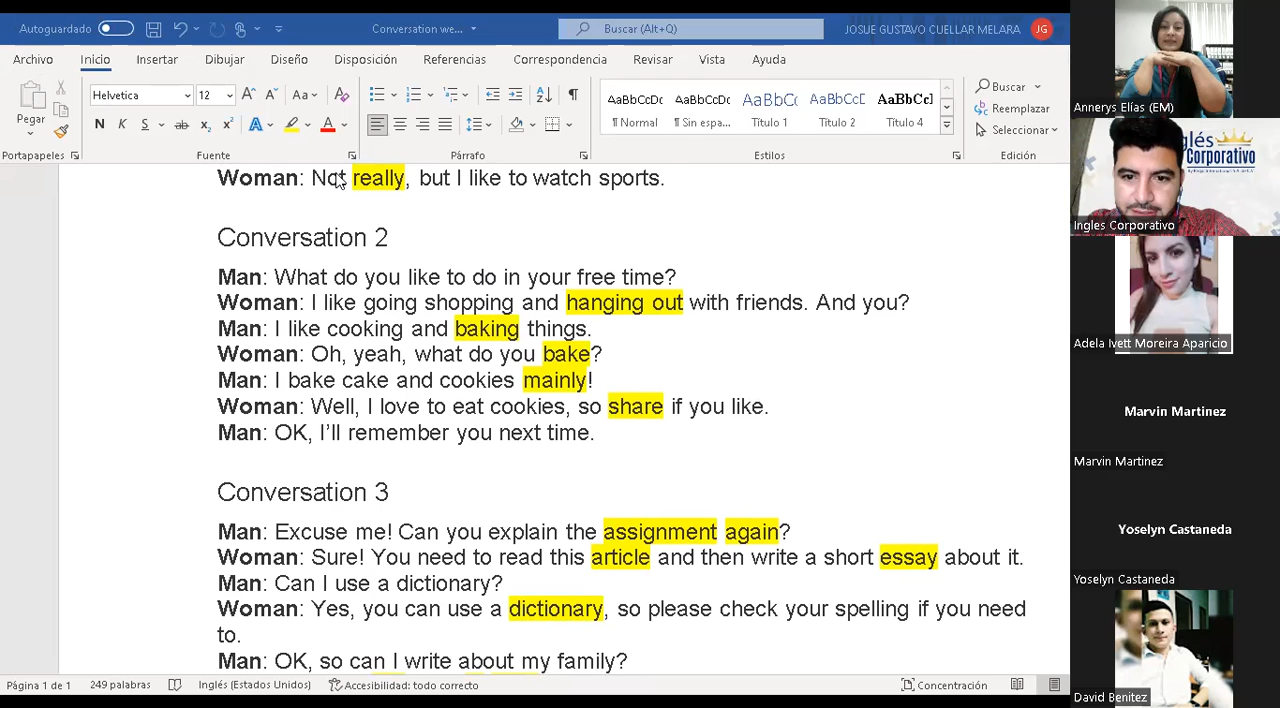 Autoguardado
Conversation we...
Buscar (Alt+Q)
JOSUE GUSTAVO CUELLAR MELARA
JG
Archivo Inicio Insertar Dibujar Diseño Disposición Referencias Correspondencia Revisar Vista Ayuda
Pegar
Portapapeles
Helvetica 12
Aa
N K S ab x₂ x² A A
Fuente
Párrafo
AaBbCcDc AaBbCcDc AaBbCc AaBbCcD AaBbCcI
¶ Normal ¶ Sin espa... Título 1 Título 2 Título 4
Estilos
Buscar
Reemplazar
Seleccionar
Edición
Woman: Not really, but I like to watch sports.
Conversation 2
Man: What do you like to do in your free time?
Woman: I like going shopping and hanging out with friends. And you?
Man: I like cooking and baking things.
Woman: Oh, yeah, what do you bake?
Man: I bake cake and cookies mainly!
Woman: Well, I love to eat cookies, so share if you like.
Man: OK, I'll remember you next time.
Conversation 3
Man: Excuse me! Can you explain the assignment again?
Woman: Sure! You need to read this article and then write a short essay about it.
Man: Can I use a dictionary?
Woman: Yes, you can use a dictionary, so please check your spelling if you need
to.
Man: OK, so can I write about my family?
Página 1 de 1 249 palabras Inglés (Estados Unidos) Accesibilidad: todo correcto Concentración
Annerys Elías (EM)
glés
Corporativo
Ingles Corporativo
Adela Ivett Moreira Aparicio
Marvin Martinez
Marvin Martinez
Yoselyn Castaneda
Yoselyn Castaneda
David Benitez